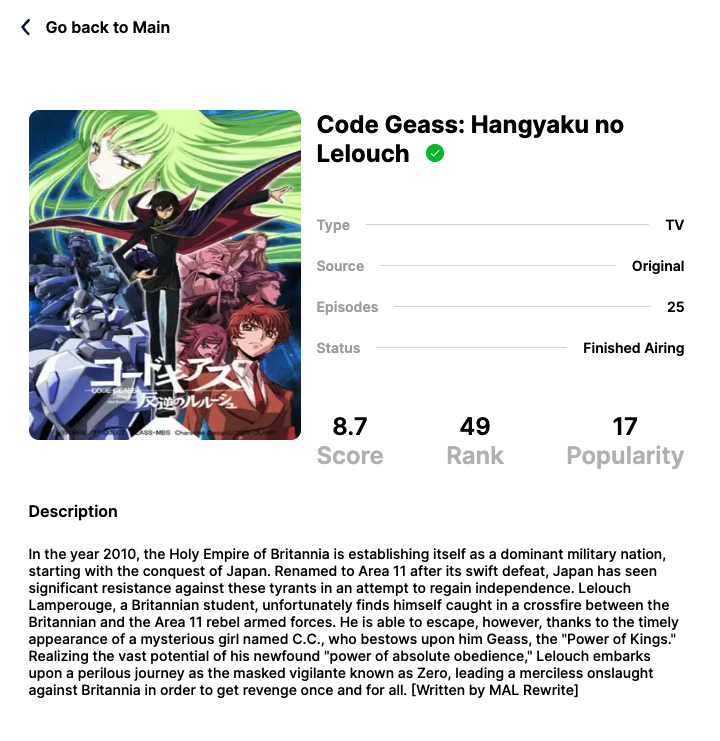 Go back to Main
Code Geass: Hangyaku no
Lelouch
Type TV
Source Original
Episodes 25
Status Finished Airing
コードギアス
CODE GEASS
反逆のルルーシュ
8.7 49 17
Score Rank Popularity
Description
In the year 2010, the Holy Empire of Britannia is establishing itself as a dominant military nation,
starting with the conquest of Japan. Renamed to Area 11 after its swift defeat, Japan has seen
significant resistance against these tyrants in an attempt to regain independence. Lelouch
Lamperouge, a Britannian student, unfortunately finds himself caught in a crossfire between the
Britannian and the Area 11 rebel armed forces. He is able to escape, however, thanks to the timely
appearance of a mysterious girl named C.C., who bestows upon him Geass, the "Power of Kings."
Realizing the vast potential of his newfound "power of absolute obedience," Lelouch embarks
upon a perilous journey as the masked vigilante known as Zero, leading a merciless onslaught
against Britannia in order to get revenge once and for all. [Written by MAL Rewrite]